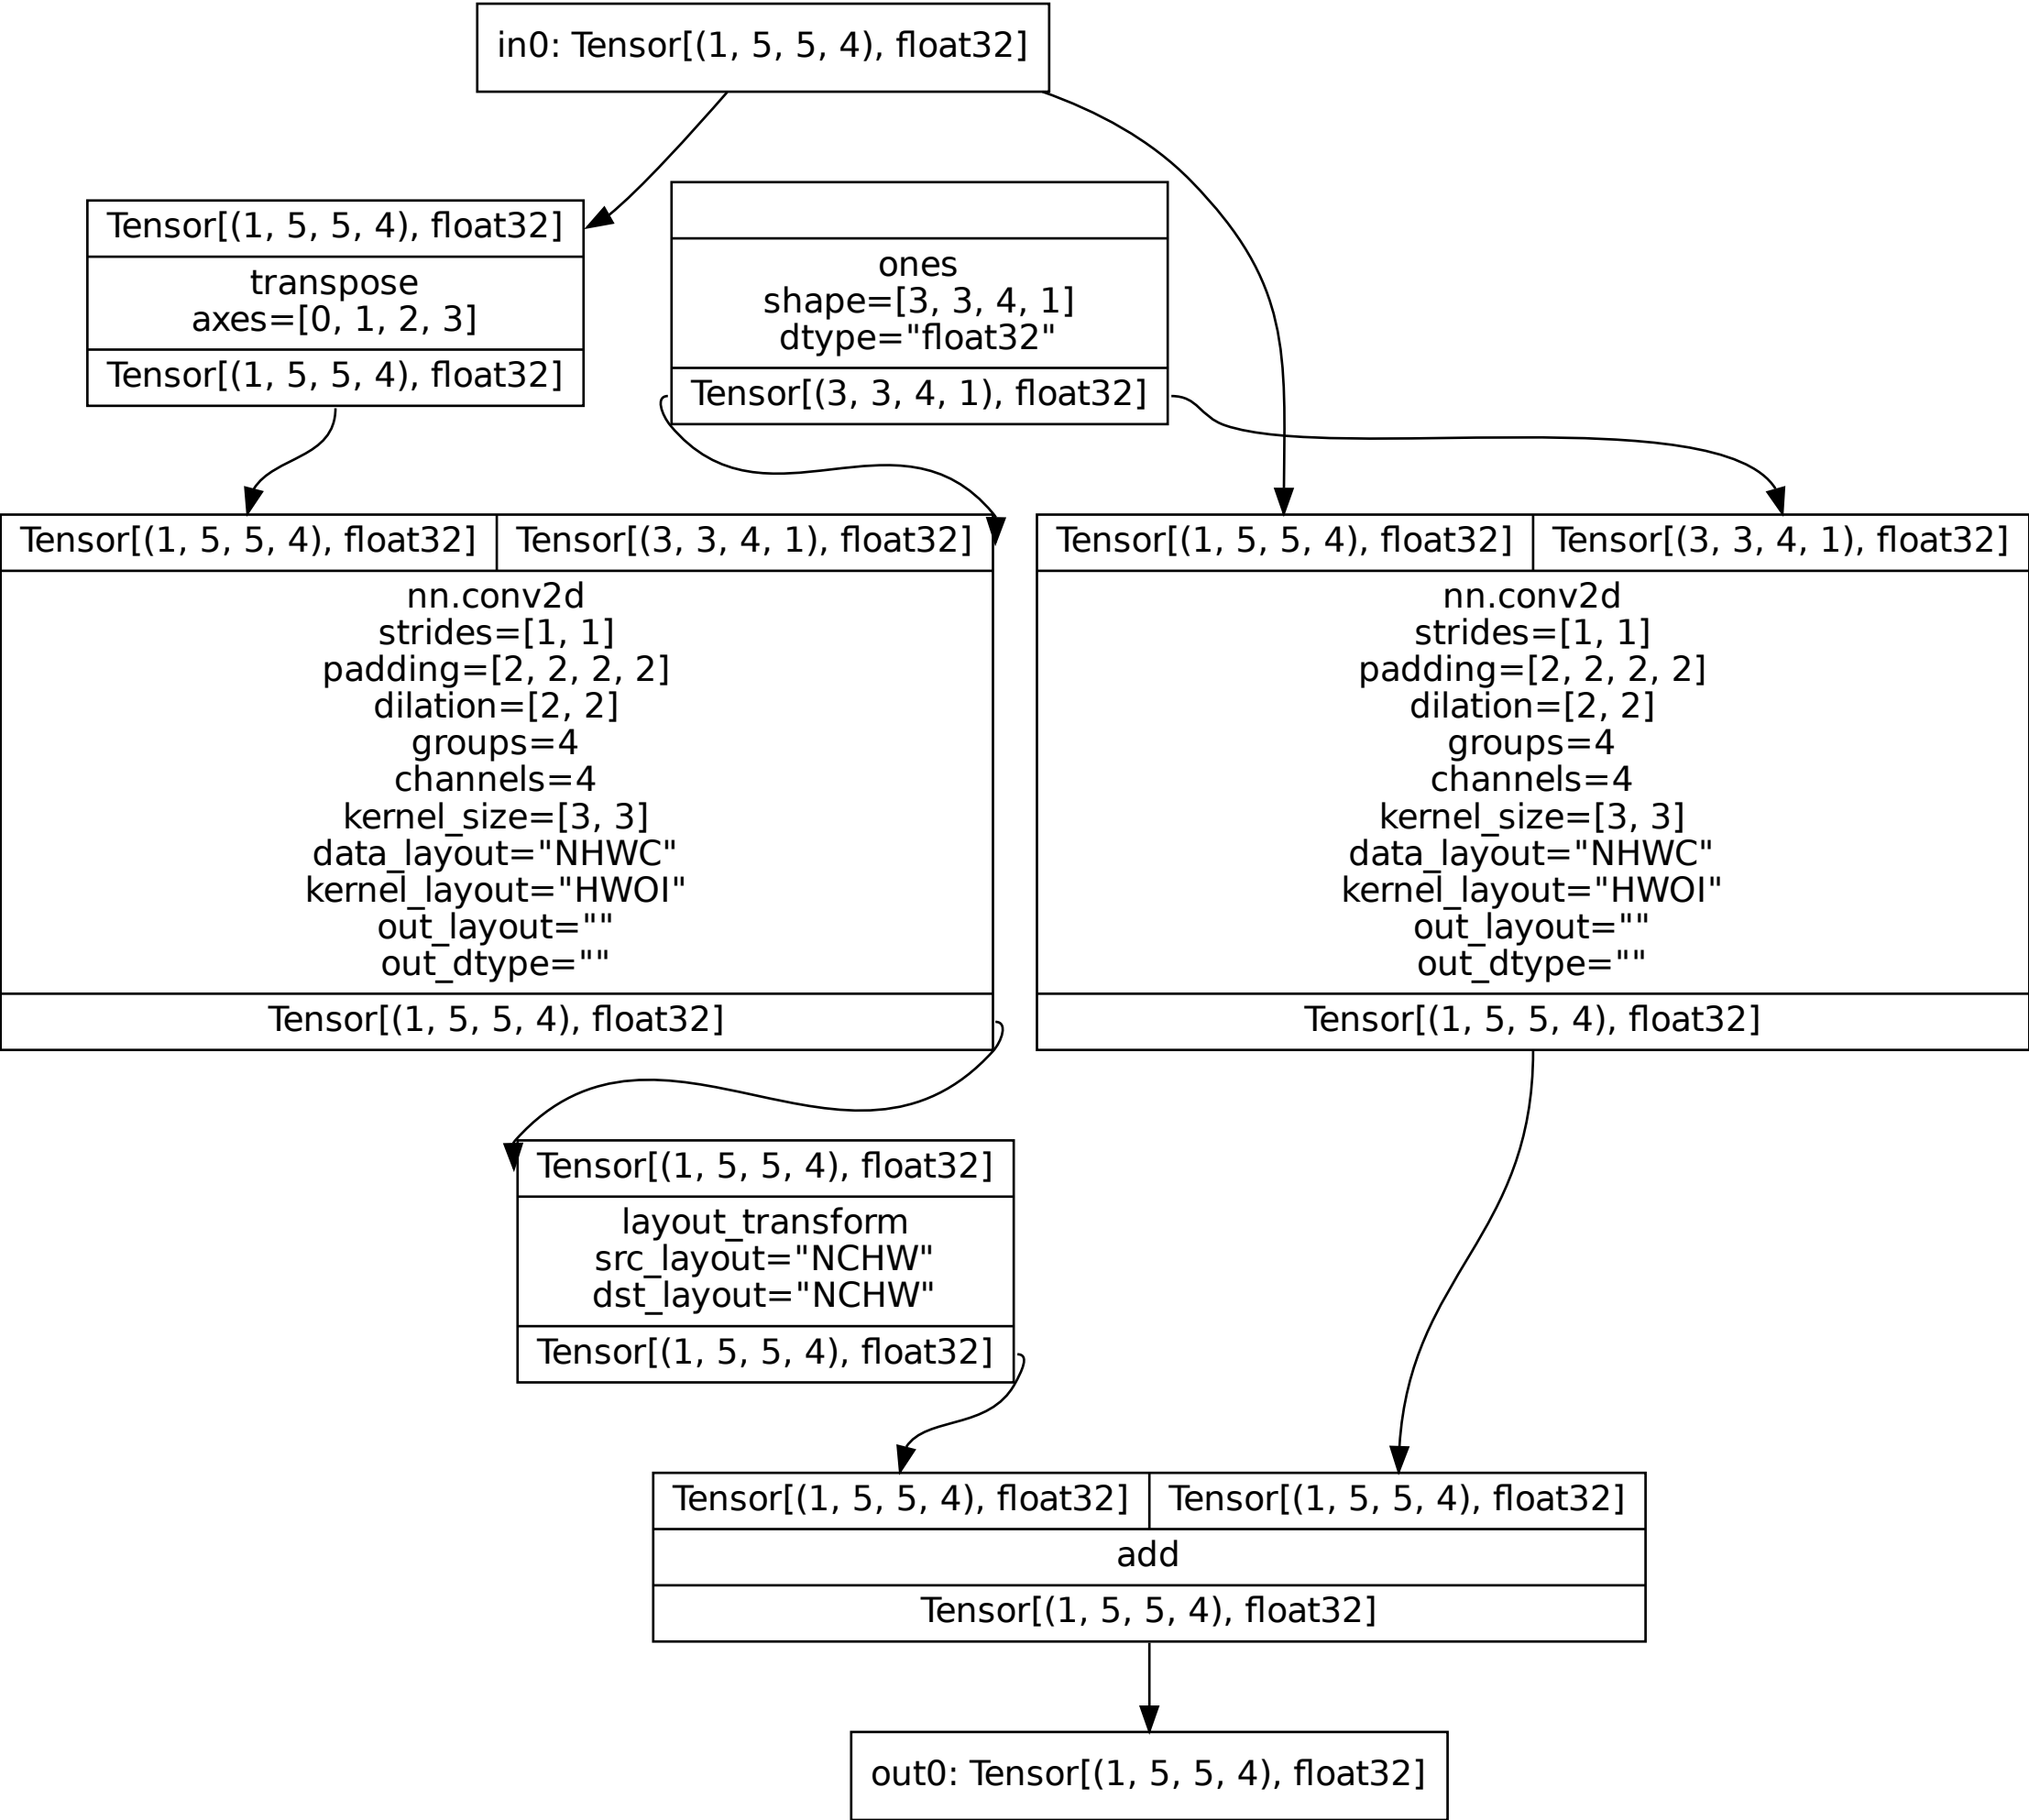 in0: Tensor[(1, 5, 5, 4), float32]
Tensor[(1, 5, 5, 4), float32]
transpose
axes=[0, 1, 2, 3]
Tensor[(1, 5, 5, 4), float32]
ones
shape=[3, 3, 4, 1]
dtype="float32"
Tensor[(3, 3, 4, 1), float32]
Tensor[(1, 5, 5, 4), float32]
Tensor[(3, 3, 4, 1), float32]
nn.conv2d
strides=[1, 1]
padding=[2, 2, 2, 2]
dilation=[2, 2]
groups=4
channels=4
kernel_size=[3, 3]
data_layout="NHWC"
kernel_layout="HWOI"
out_layout=""
out_dtype=""
Tensor[(1, 5, 5, 4), float32]
Tensor[(1, 5, 5, 4), float32]
Tensor[(3, 3, 4, 1), float32]
nn.conv2d
strides=[1, 1]
padding=[2, 2, 2, 2]
dilation=[2, 2]
groups=4
channels=4
kernel_size=[3, 3]
data_layout="NHWC"
kernel_layout="HWOI"
out_layout=""
out_dtype=""
Tensor[(1, 5, 5, 4), float32]
Tensor[(1, 5, 5, 4), float32]
layout_transform
src_layout="NCHW"
dst_layout="NCHW"
Tensor[(1, 5, 5, 4), float32]
Tensor[(1, 5, 5, 4), float32]
Tensor[(1, 5, 5, 4), float32]
add
Tensor[(1, 5, 5, 4), float32]
out0: Tensor[(1, 5, 5, 4), float32]